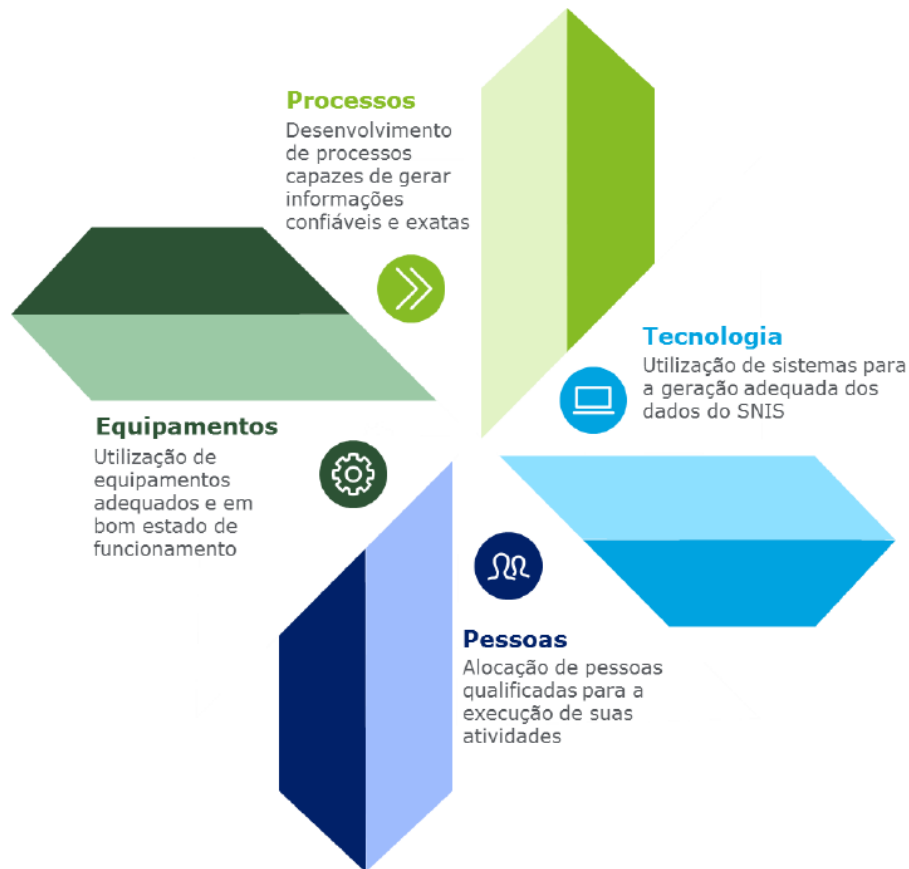 Processos
Desenvolvimento
de processos
capazes de gerar
informações
confiáveis e exatas
Tecnologia
Utilização de sistemas para
a geração adequada dos
dados do SNIS
Equipamentos
Utilização de
equipamentos
adequados e em
bom estado de
funcionamento
Pessoas
Alocação de pessoas
qualificadas para a
execução de suas
atividades